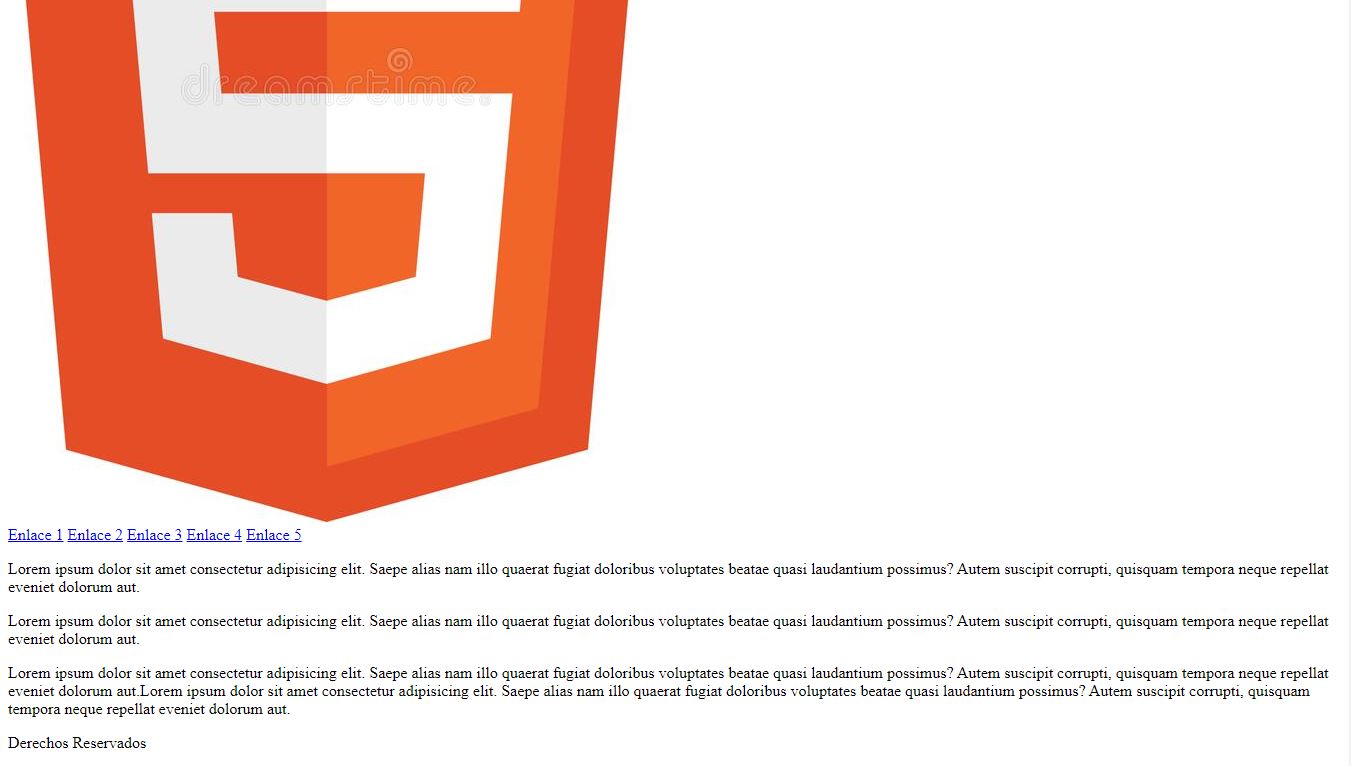 dreamstime.
Enlace 1 Enlace 2 Enlace 3 Enlace 4 Enlace 5
Lorem ipsum dolor sit amet consectetur adipisicing elit. Saepe alias nam illo quaerat fugiat doloribus voluptates beatae quasi laudantium possimus? Autem suscipit corrupti, quisquam tempora neque repellat
eveniet dolorum aut.
Lorem ipsum dolor sit amet consectetur adipisicing elit. Saepe alias nam illo quaerat fugiat doloribus voluptates beatae quasi laudantium possimus? Autem suscipit corrupti, quisquam tempora neque repellat
eveniet dolorum aut.
Lorem ipsum dolor sit amet consectetur adipisicing elit. Saepe alias nam illo quaerat fugiat doloribus voluptates beatae quasi laudantium possimus? Autem suscipit corrupti, quisquam tempora neque repellat
eveniet dolorum aut.Lorem ipsum dolor sit amet consectetur adipisicing elit. Saepe alias nam illo quaerat fugiat doloribus voluptates beatae quasi laudantium possimus? Autem suscipit corrupti, quisquam
tempora neque repellat eveniet dolorum aut.
Derechos Reservados